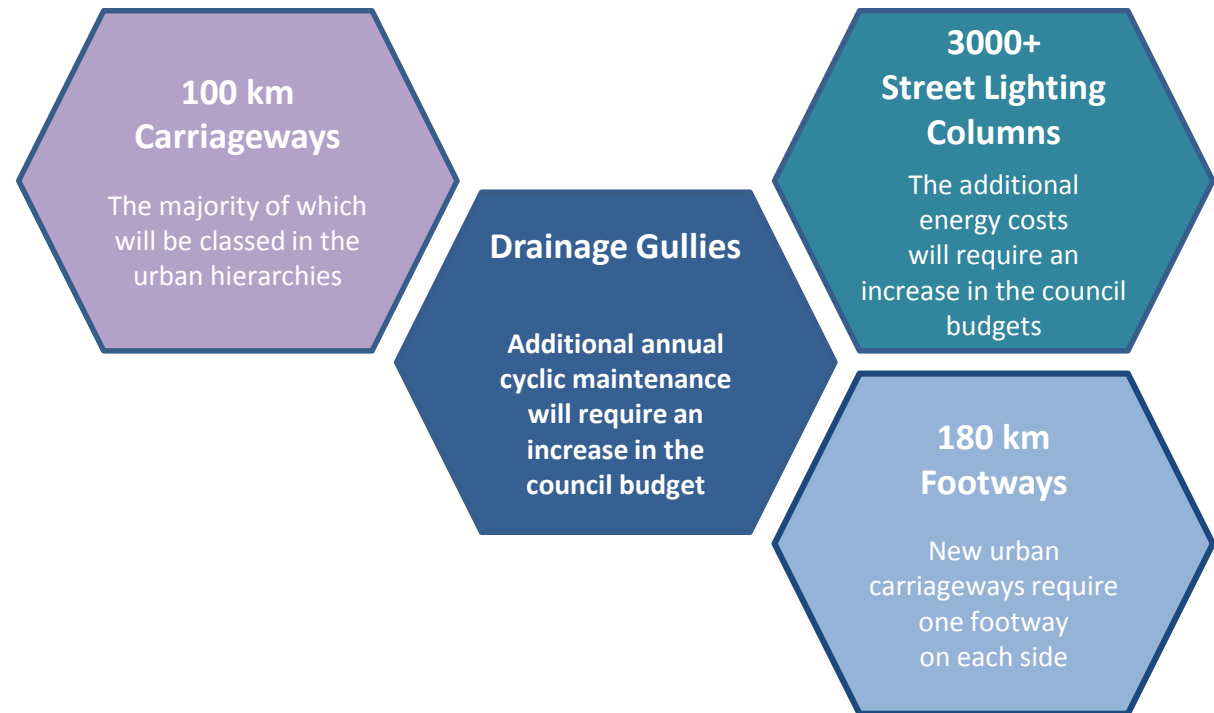 100 km
Carriageways
The majority of which
will be classed in the
urban hierarchies
Drainage Gullies
Additional annual
cyclic maintenance
will require an
increase in the
council budget
3000+
Street Lighting
Columns
The additional
energy costs
will require an
increase in the council
budgets
180 km
Footways
New urban
carriageways require
one footway
on each side